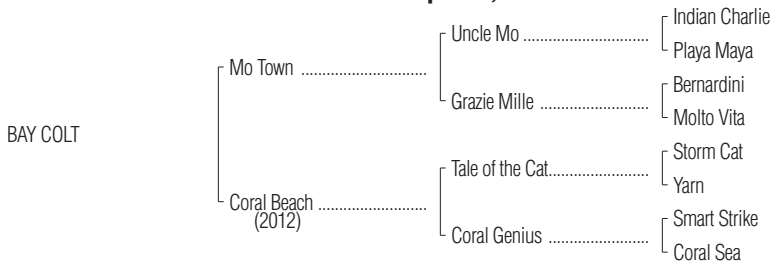 Indian Charlie
Uncle Mo ..................................
Playa Maya
Mo Town ..................................
Bernardini
Grazie Mille .............................
Molto Vita
BAY COLT
Storm Cat
Tale of the Cat...........................
Yarn
Coral Beach .............................
(2012)
Smart Strike
Coral Genius ...........................
Coral Sea